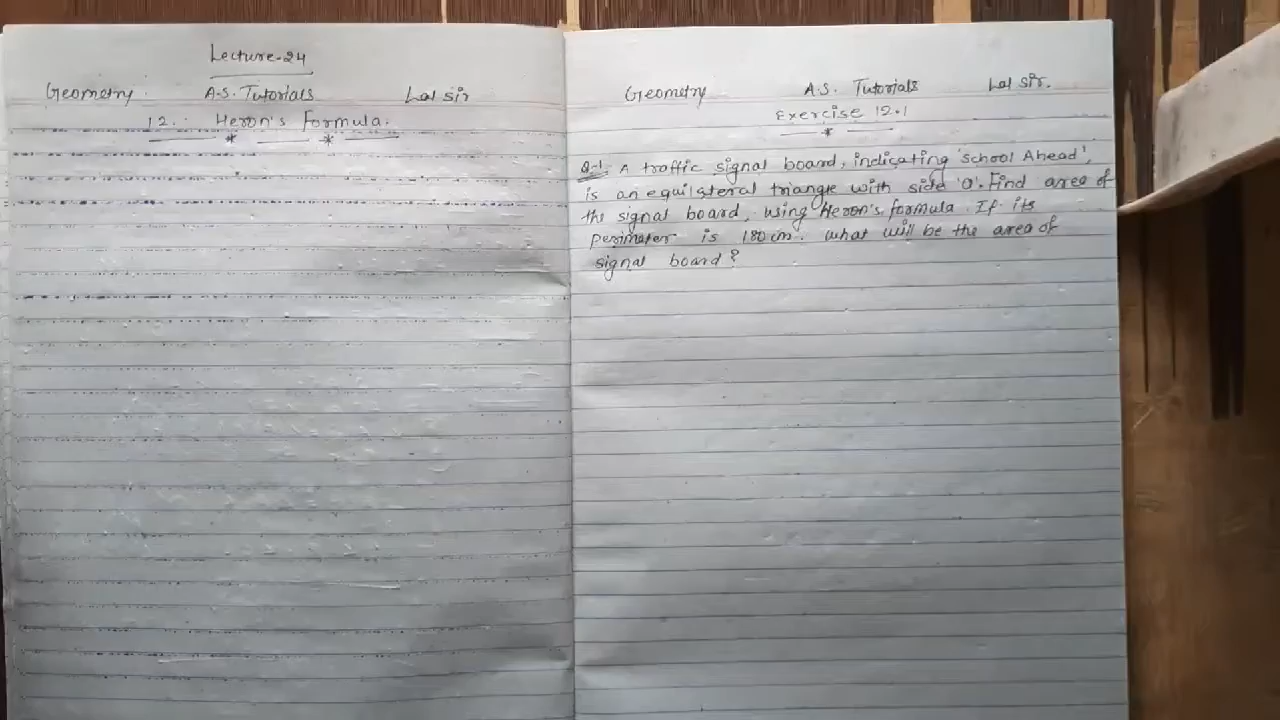 Lecture-24
Geometry. A.S. Tutorials Lal sir
12.: Heron's Formula.
Geometry A.S. Tutorials Lal sir.
Exercise 12.1
Q-1. A traffic signal board, indicating 'school Ahead',
is an equilateral triangle with side 'a'. Find area of
the signal board, using Heron's formula. If its
perimeter is 180 cm. what will be the area of
signal board?